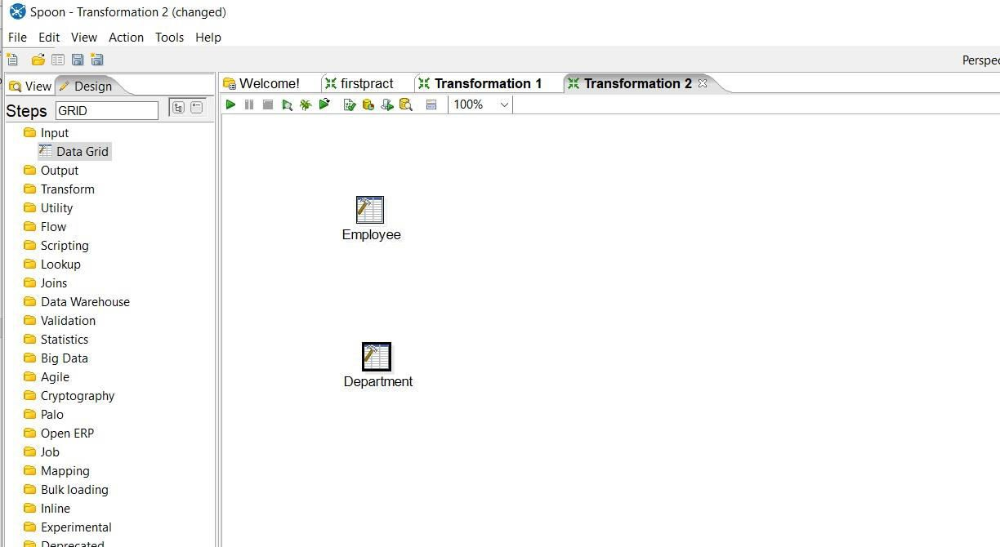 Spoon - Transformation 2 (changed)
File Edit View Action Tools Help
Perspec
View Design
Welcome! firstpract Transformation 1 Transformation 2
Steps GRID
100%
Input
Data Grid
Output
Transform
Utility
Flow
Scripting
Lookup
Joins
Data Warehouse
Validation
Statistics
Big Data
Agile
Cryptography
Palo
Open ERP
Job
Mapping
Bulk loading
Inline
Experimental
Deprecated
Employee
Department